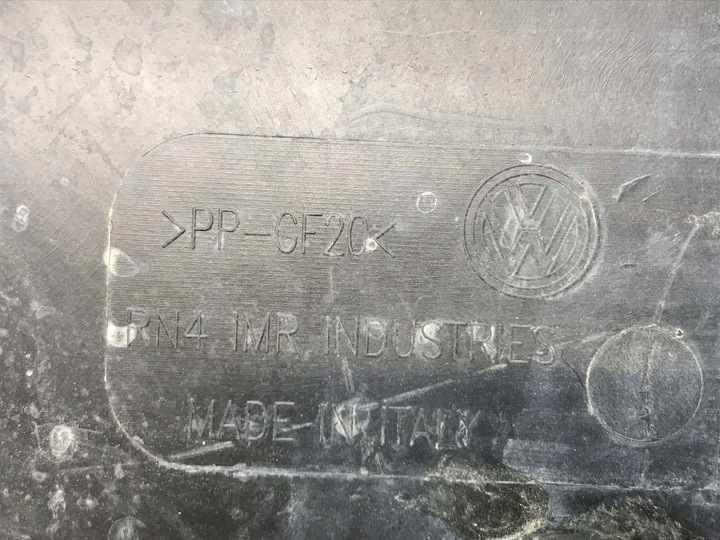 >PP-GF20<
RN4 IMR INDUSTRIES
MADE IN ITALY